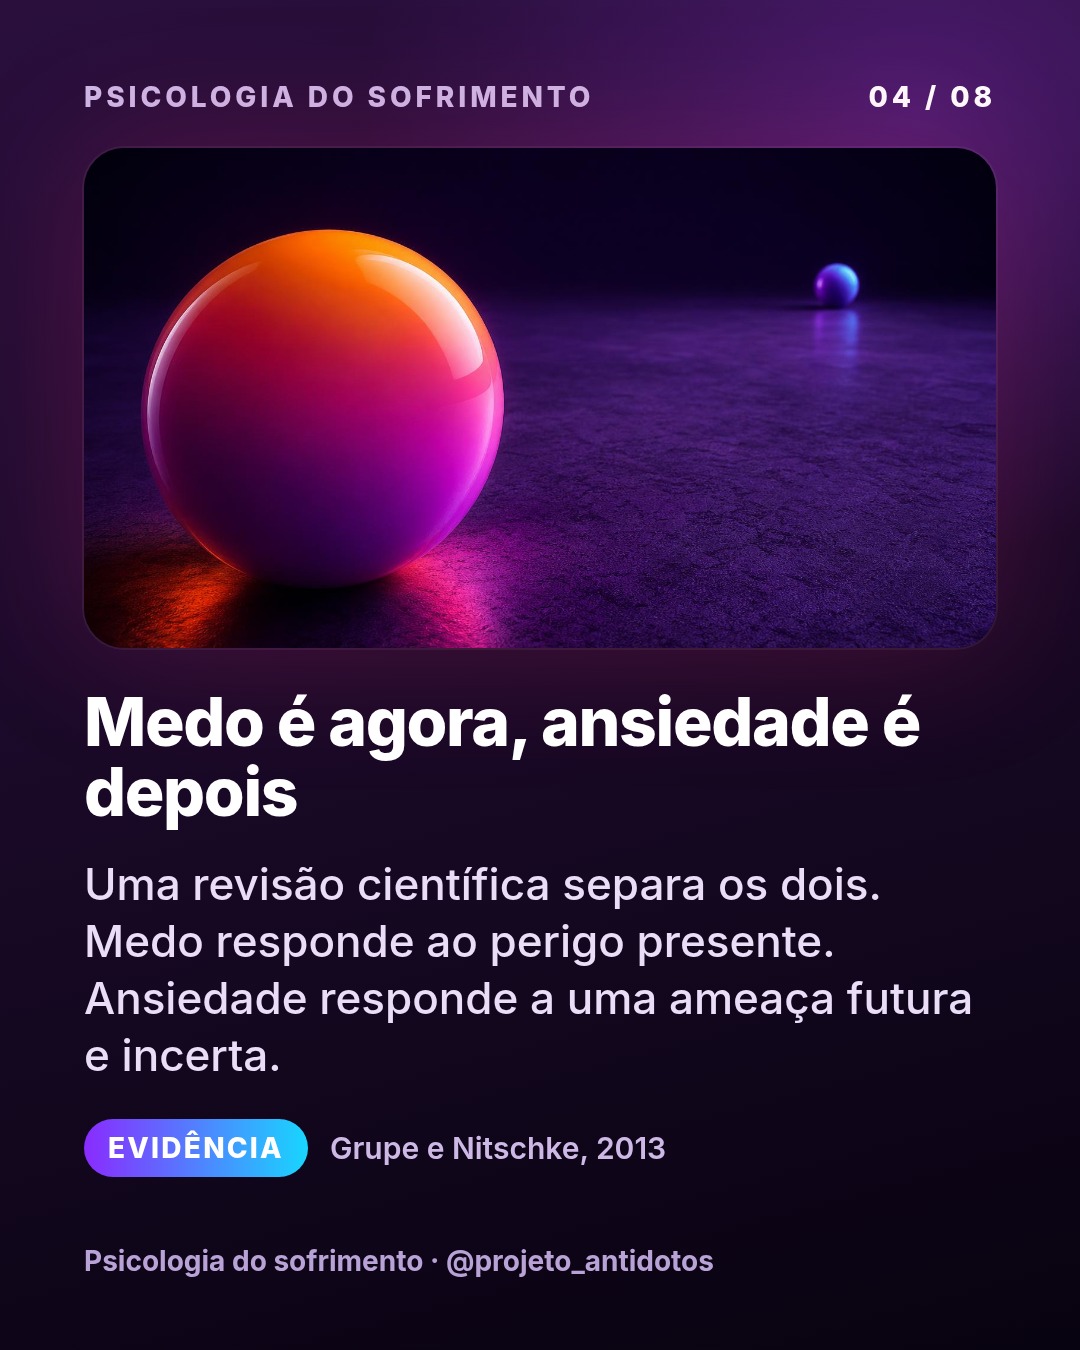 PSICOLOGIA DO SOFRIMENTO
04 / 08
Medo é agora, ansiedade é
depois
Uma revisão científica separa os dois.
Medo responde ao perigo presente.
Ansiedade responde a uma ameaça futura
e incerta.
EVIDÊNCIA
Grupe e Nitschke, 2013
Psicologia do sofrimento · @projeto_antidotos